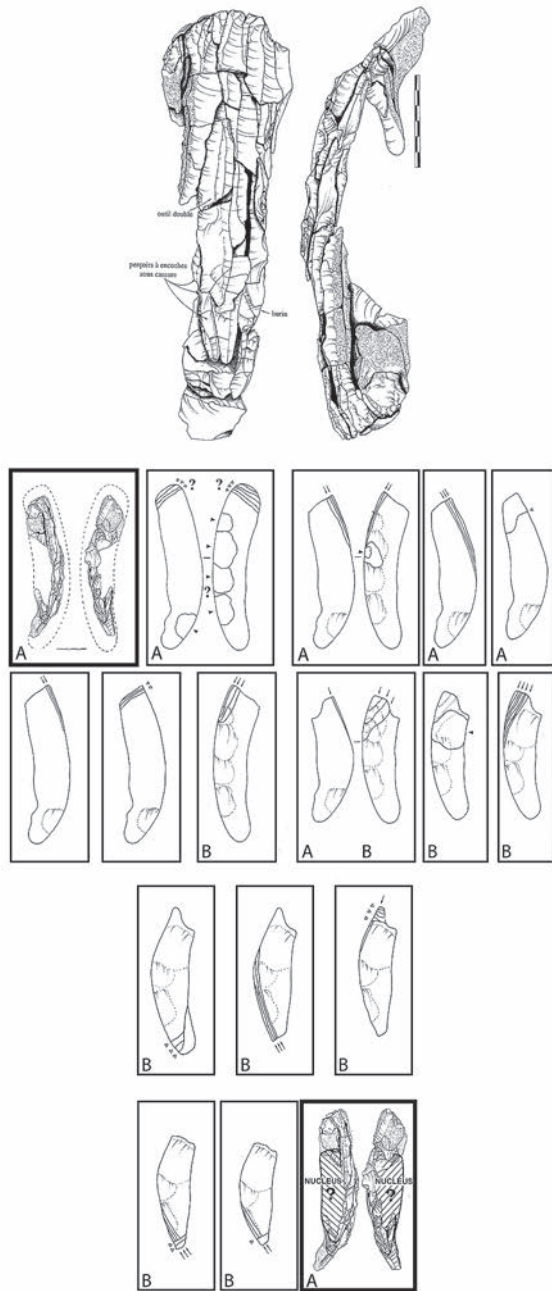 outil double
perçoirs à encoches
sous cassure
burin
? ?
?
A A A A A
B A B B B
B B B
NUCLEUS NUCLEUS
? ?
B B A